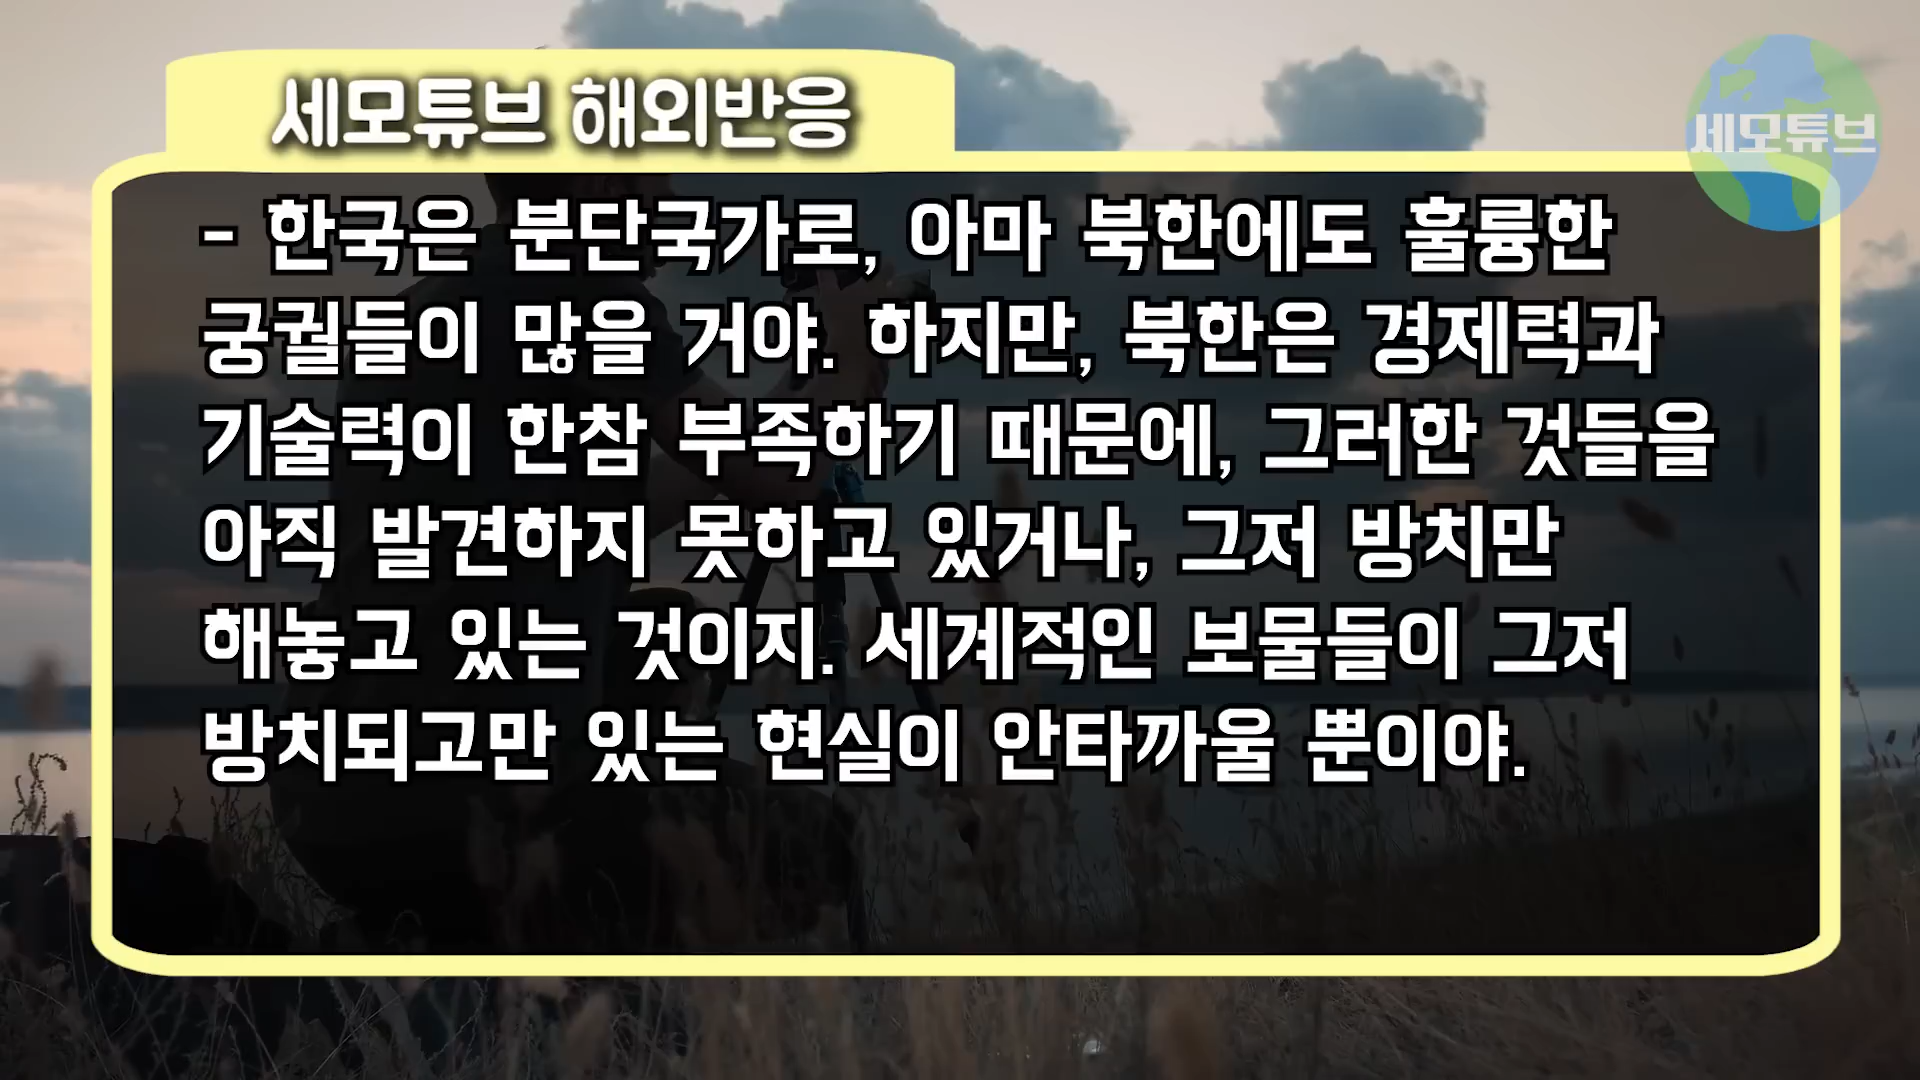 세모튜브 해외반응
세모튜브
- 한국은 분단국가로, 아마 북한에도 훌륭한
궁궐들이 많을 거야. 하지만, 북한은 경제력과
기술력이 한참 부족하기 때문에, 그러한 것들을
아직 발견하지 못하고 있거나, 그저 방치만
해놓고 있는 것이지. 세계적인 보물들이 그저
방치되고만 있는 현실이 안타까울 뿐이야.